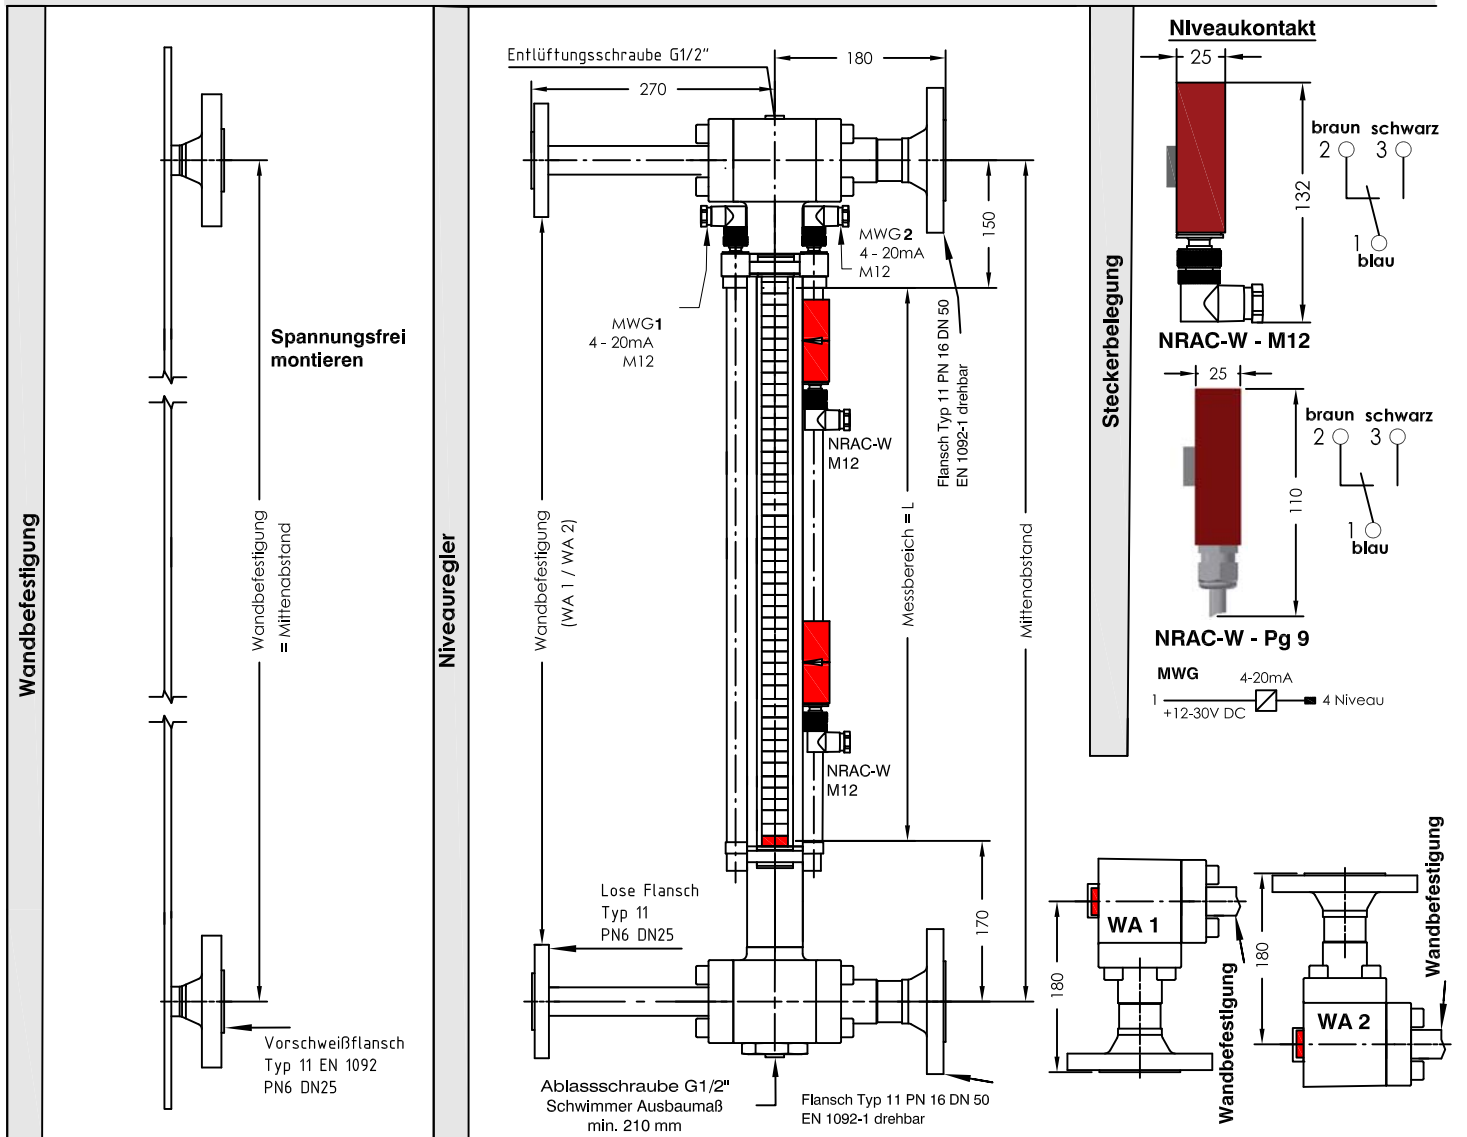 Wandbefestigung
Spannungsfrei
montieren
Wandbefestigung
= Mittenabstand
Vorschweißflansch
Typ 11 EN 1092
PN6 DN25
Niveauregler
Entlüftungsschraube G1/2"
180
270
150
MWG2
4 - 20mA
M12
MWG1
4 - 20mA
M12
NRAC-W
M12
Flansch Typ 11 PN 16 DN 50
EN 1092-1 drehbar
Wandbefestigung
(WA 1 / WA 2)
Messbereich = L
Mittenabstand
NRAC-W
M12
Lose Flansch
Typ 11
PN6 DN25
170
Ablassschraube G1/2"
Schwimmer Ausbaumaß
min. 210 mm
Flansch Typ 11 PN 16 DN 50
EN 1092-1 drehbar
Steckerbelegung
NIveaukontakt
25
132
braun schwarz
2 3
1
blau
NRAC-W - M12
25
110
braun schwarz
2 3
1
blau
NRAC-W - Pg 9
MWG
4-20mA
1
+12-30V DC
4 Niveau
WA 1
180
Wandbefestigung
WA 2
180
Wandbefestigung